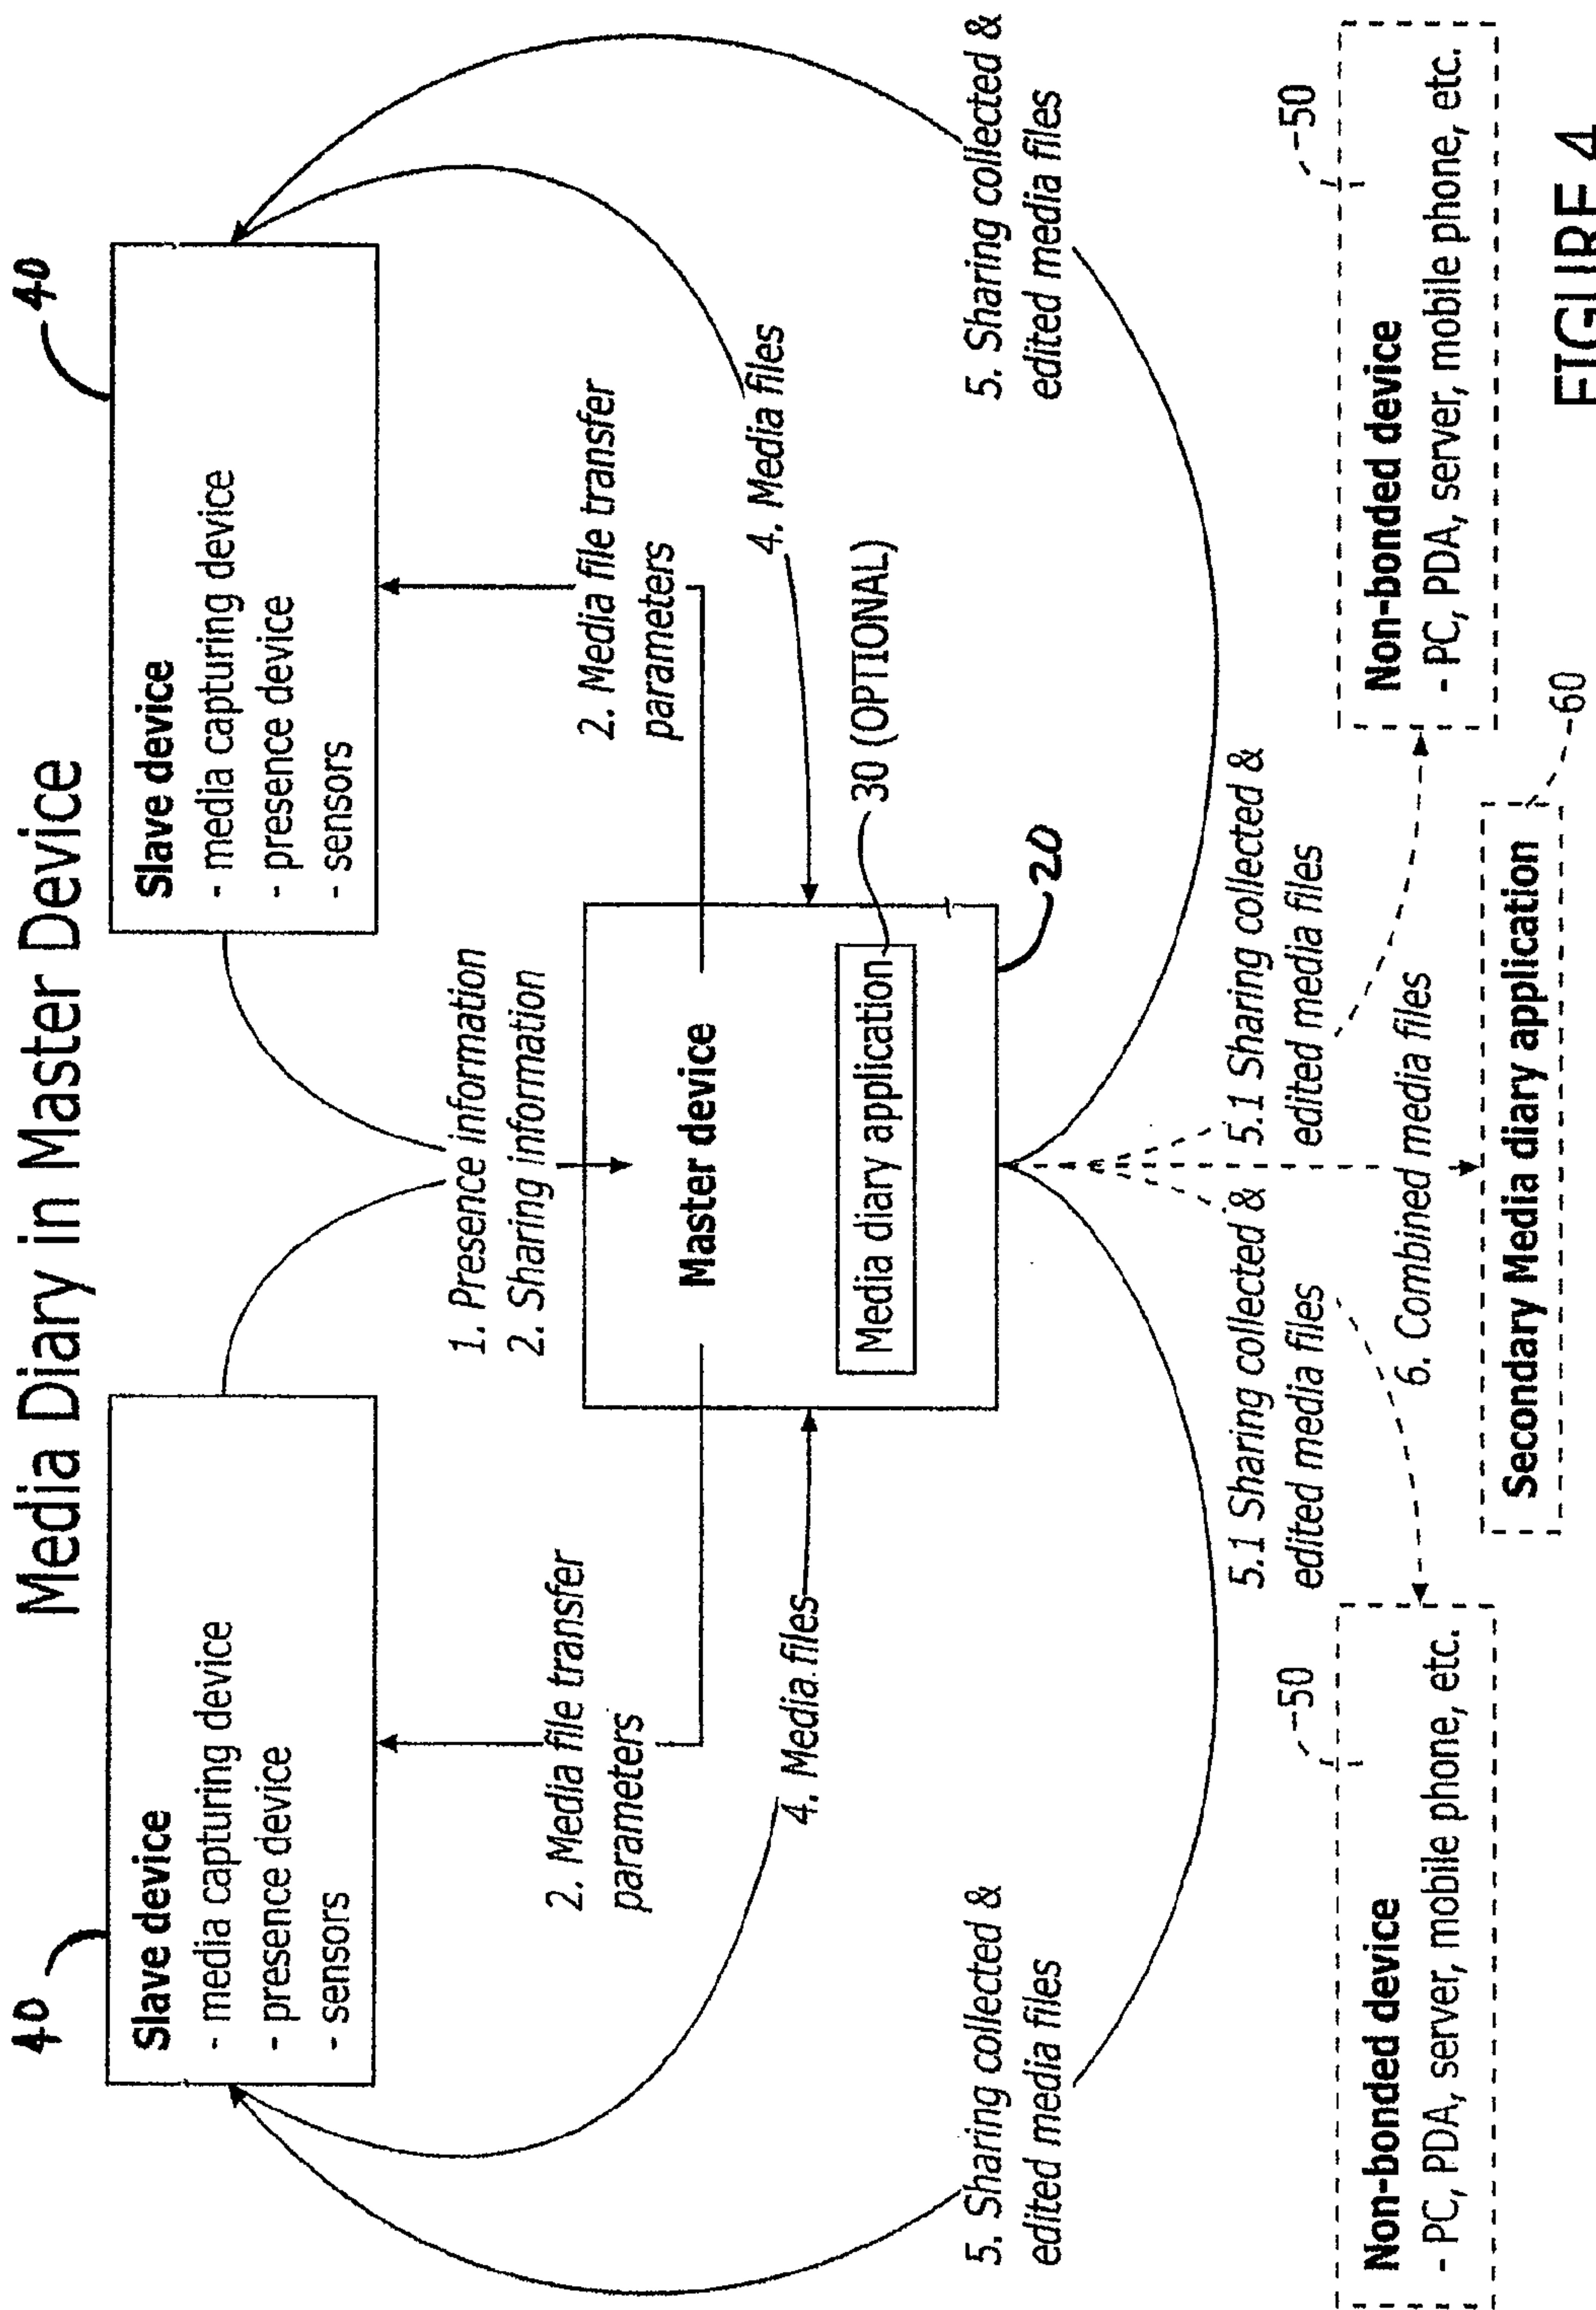 Media Diary in Master Device
40
Slave device
- media capturing device
- presence device
- sensors
40
Slave device
- media capturing device
- presence device
- sensors
1. Presence information
2. Sharing information
2. Media file transfer
parameters
2. Media file transfer
parameters
Master device
Media diary application
30 (OPTIONAL)
20
4. Media files
4. Media files
5. Sharing collected &
edited media files
5. Sharing collected &
edited media files
5.1 Sharing collected &
edited media files
5.1 Sharing collected &
edited media files
6. Combined media files
50
Non-bonded device
- PC, PDA, server, mobile phone, etc.
50
Non-bonded device
- PC, PDA, server, mobile phone, etc.
Secondary Media diary application
60
FIGURE 4